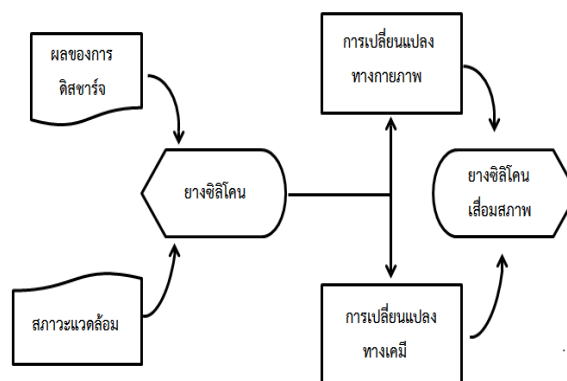 ผลของการ
ดิสชาร์จ
สภาวะแวดล้อม
ยางซิลิโคน
การเปลี่ยนแปลง
ทางกายภาพ
การเปลี่ยนแปลง
ทางเคมี
ยางซิลิโคน
เสื่อมสภาพ